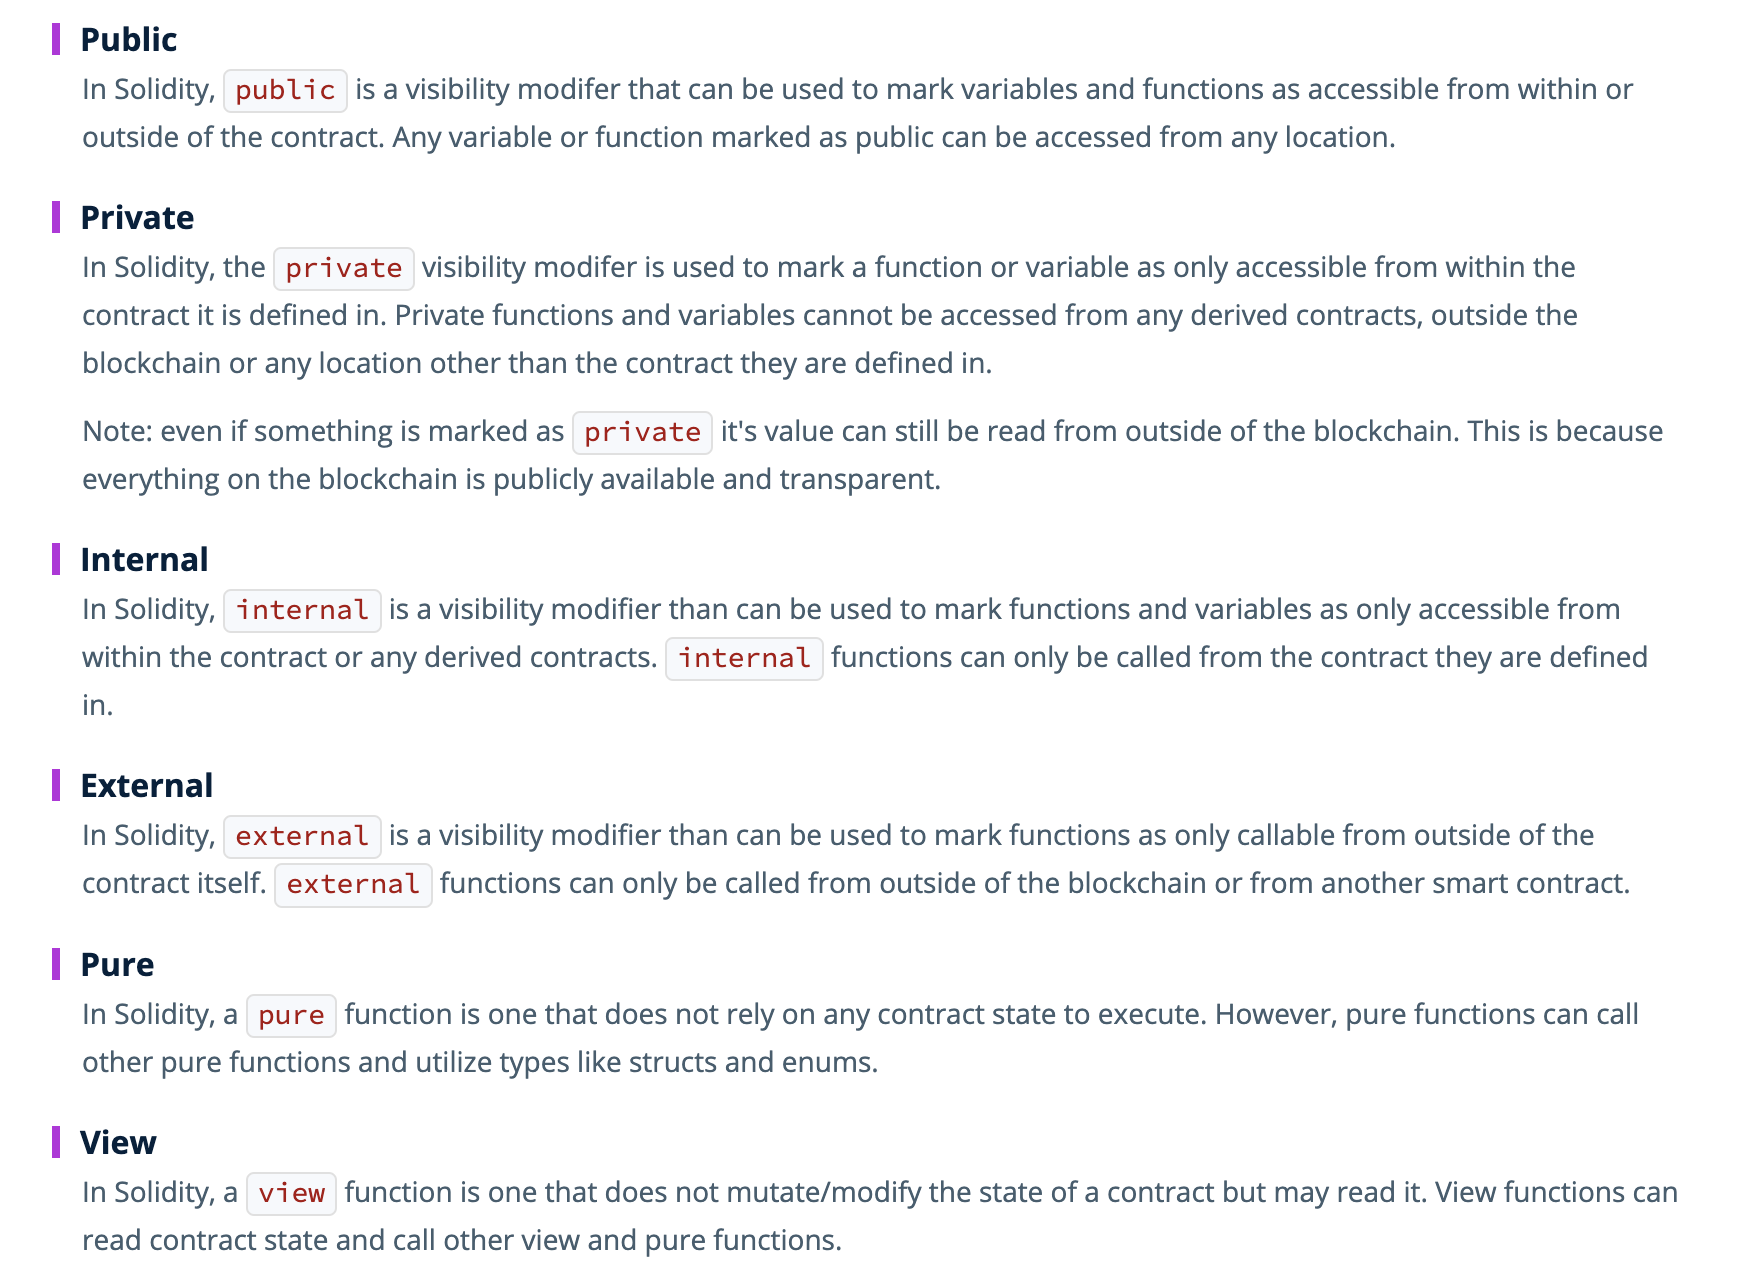 Public
In Solidity, public is a visibility modifer that can be used to mark variables and functions as accessible from within or
outside of the contract. Any variable or function marked as public can be accessed from any location.
Private
In Solidity, the private visibility modifer is used to mark a function or variable as only accessible from within the
contract it is defined in. Private functions and variables cannot be accessed from any derived contracts, outside the
blockchain or any location other than the contract they are defined in.
Note: even if something is marked as private it's value can still be read from outside of the blockchain. This is because
everything on the blockchain is publicly available and transparent.
Internal
In Solidity, internal is a visibility modifier than can be used to mark functions and variables as only accessible from
within the contract or any derived contracts. internal functions can only be called from the contract they are defined
in.
External
In Solidity, external is a visibility modifier than can be used to mark functions as only callable from outside of the
contract itself. external functions can only be called from outside of the blockchain or from another smart contract.
Pure
In Solidity, a pure function is one that does not rely on any contract state to execute. However, pure functions can call
other pure functions and utilize types like structs and enums.
View
In Solidity, a view function is one that does not mutate/modify the state of a contract but may read it. View functions can
read contract state and call other view and pure functions.